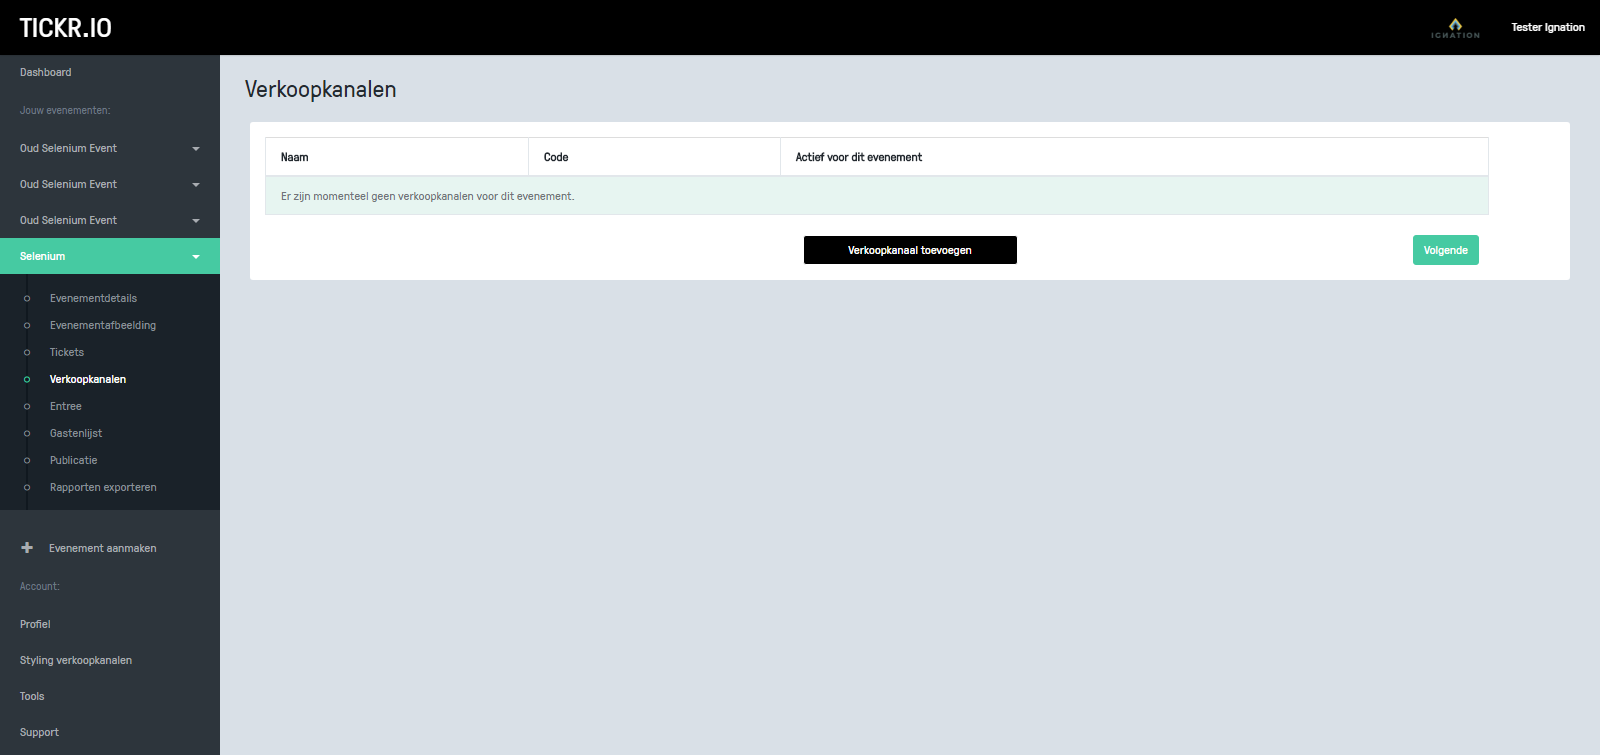 TICKR.IO
IGNATION
Tester Ignation
Dashboard
Jouw evenementen:
Oud Selenium Event
Oud Selenium Event
Oud Selenium Event
Selenium
Evenementdetails
Evenementafbeelding
Tickets
Verkoopkanalen
Entree
Gastenlijst
Publicatie
Rapporten exporteren
Evenement aanmaken
Account:
Profiel
Styling verkoopkanalen
Tools
Support
Verkoopkanalen
Naam Code Actief voor dit evenement
Er zijn momenteel geen verkoopkanalen voor dit evenement.
Verkoopkanaal toevoegen
Volgende